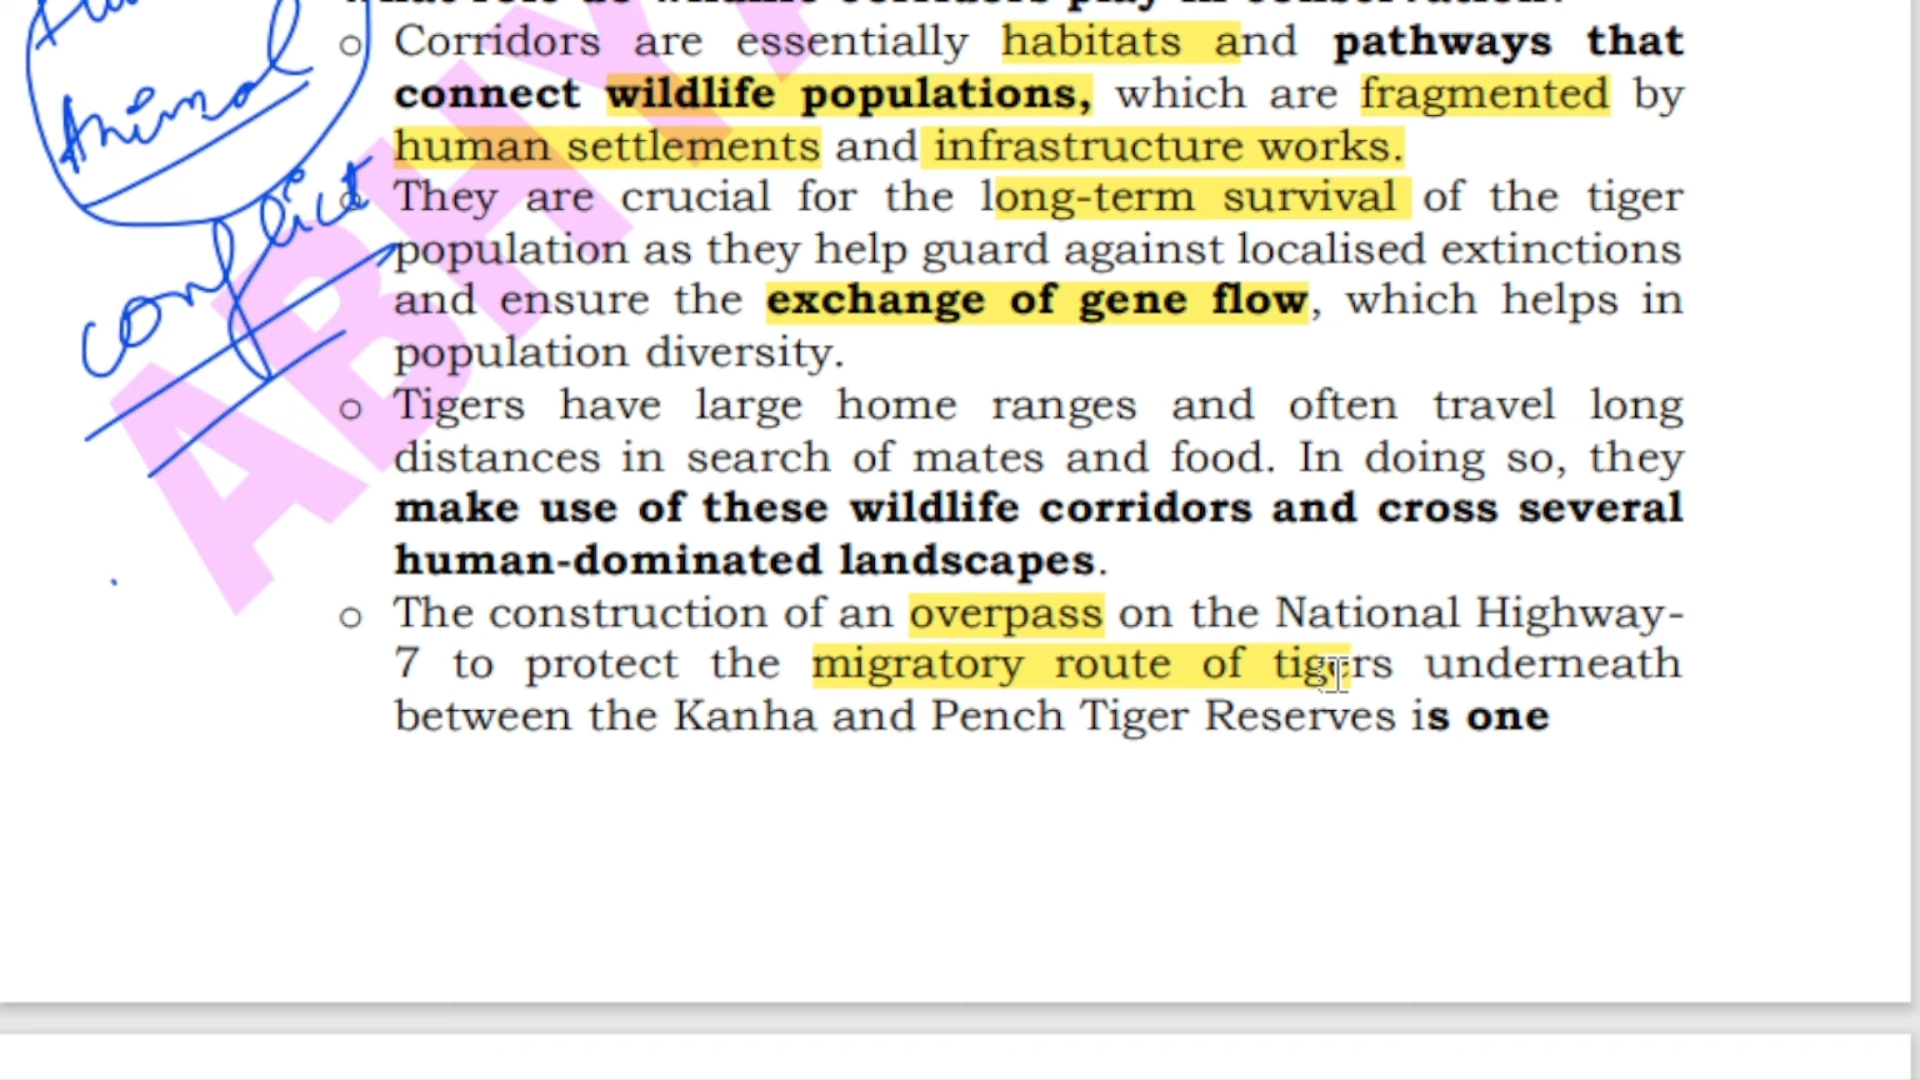 Corridors are essentially habitats and pathways that
connect wildlife populations, which are fragmented by
human settlements and infrastructure works.
They are crucial for the long-term survival of the tiger
population as they help guard against localised extinctions
and ensure the exchange of gene flow, which helps in
population diversity.
Tigers have large home ranges and often travel long
distances in search of mates and food. In doing so, they
make use of these wildlife corridors and cross several
human-dominated landscapes.
The construction of an overpass on the National Highway-
7 to protect the migratory route of tigers underneath
between the Kanha and Pench Tiger Reserves is one
Animal
conflict
ABHY